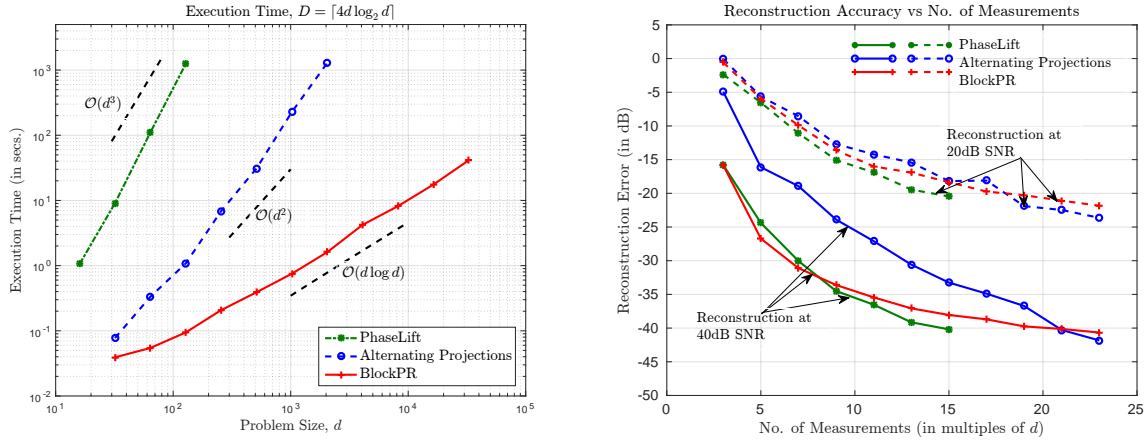 Execution Time, D = ⌈4d log₂ d⌉
Execution Time (in secs.)
10³
10²
10¹
10⁰
10⁻¹
10⁻²
O(d³)
O(d²)
O(d log d)
PhaseLift
Alternating Projections
BlockPR
10¹ 10² 10³ 10⁴ 10⁵
Problem Size, d
Reconstruction Accuracy vs No. of Measurements
Reconstruction Error (in dB)
5
0
-5
-10
-15
-20
-25
-30
-35
-40
-45
-50
PhaseLift
Alternating Projections
BlockPR
Reconstruction at
20dB SNR
Reconstruction at
40dB SNR
0 5 10 15 20 25
No. of Measurements (in multiples of d)